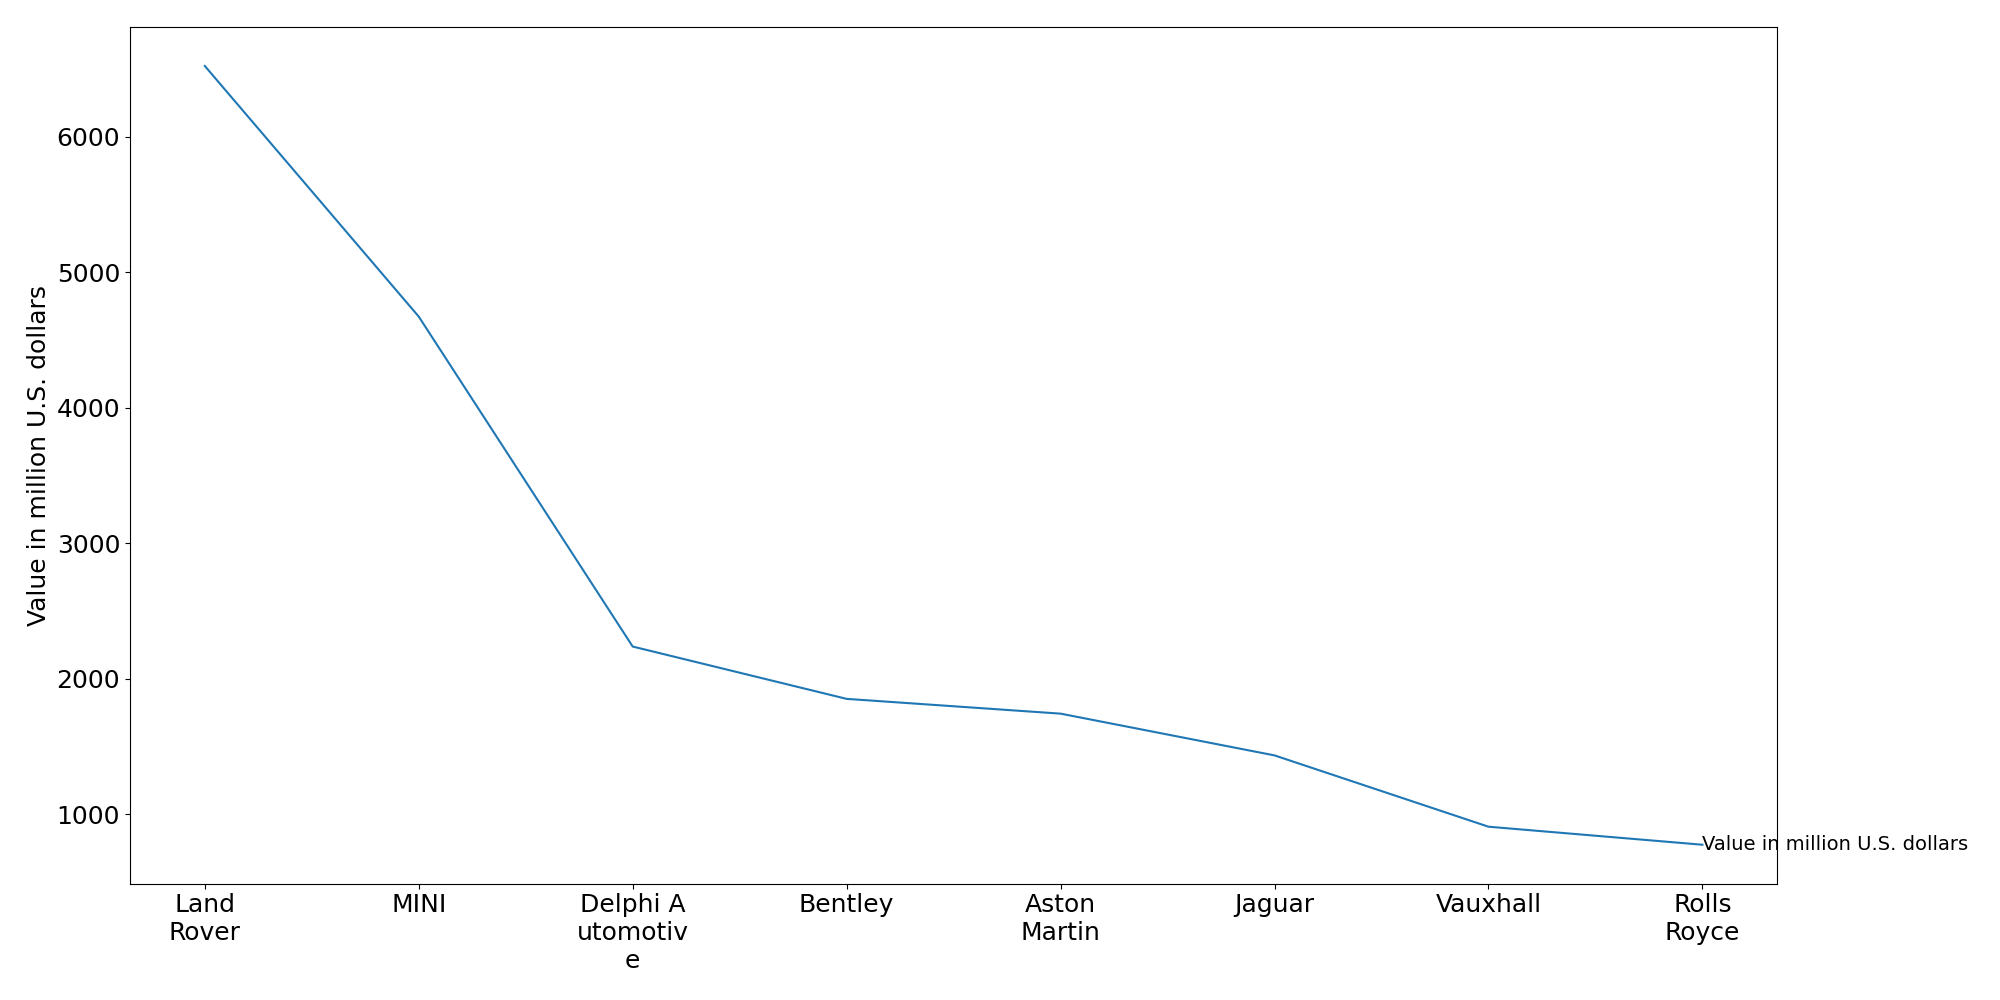 Value in million U.S. dollars
6000
5000
4000
3000
2000
1000
Value in million U.S. dollars
Land
Rover
MINI
Delphi A
utomotiv
e
Bentley
Aston
Martin
Jaguar
Vauxhall
Rolls
Royce